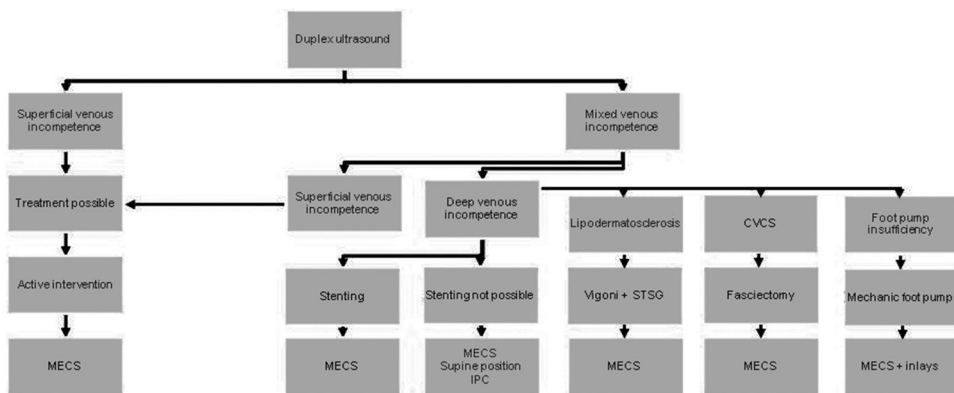 Duplex ultrasound
Superficial venous
incompetence
Mixed venous
incompetence
Treatment possible
Superficial venous
incompetence
Deep venous
incompetence
Lipodermatosclerosis
CVCS
Foot pump
insufficiency
Active intervention
Stenting
Stenting not possible
Vigoni + STSG
Fasciectomy
Mechanic foot pump
MECS
MECS
MECS
Supine position
IPC
MECS
MECS
MECS + inlays